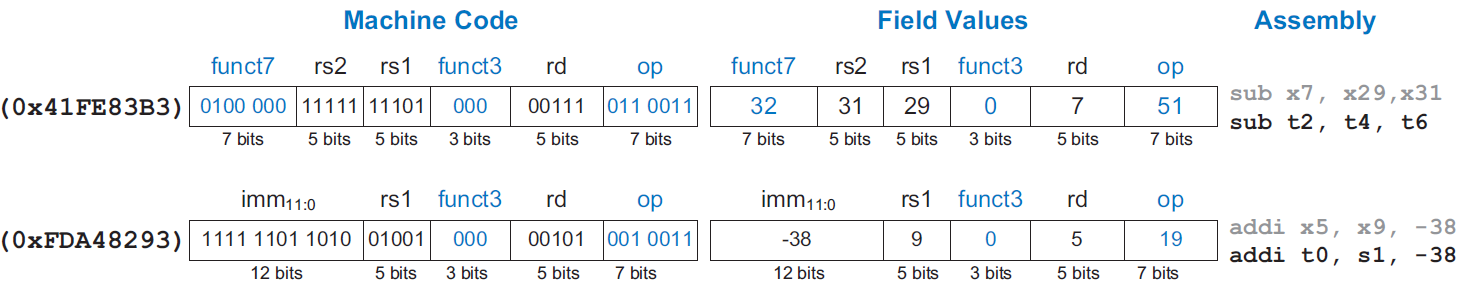 Machine Code Field Values Assembly
funct7 rs2 rs1 funct3 rd op funct7 rs2 rs1 funct3 rd op
(0x41FE83B3) 0100 000 11111 11101 000 00111 011 0011 32 31 29 0 7 51 sub x7, x29,x31
sub t2, t4, t6
7 bits 5 bits 5 bits 3 bits 5 bits 7 bits 7 bits 5 bits 5 bits 3 bits 5 bits 7 bits
imm11:0 rs1 funct3 rd op imm11:0 rs1 funct3 rd op
(0xFDA48293) 1111 1101 1010 01001 000 00101 001 0011 -38 9 0 5 19 addi x5, x9, -38
addi t0, s1, -38
12 bits 5 bits 3 bits 5 bits 7 bits 12 bits 5 bits 3 bits 5 bits 7 bits